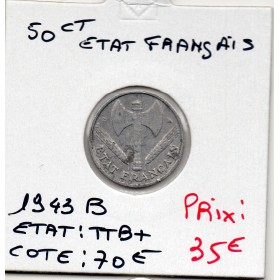 50 CT
ETAT FRANÇAIS
ETAT FRANÇAIS
1943 B
ETAT: TTB+
COTE: 70€
PRix:
35€